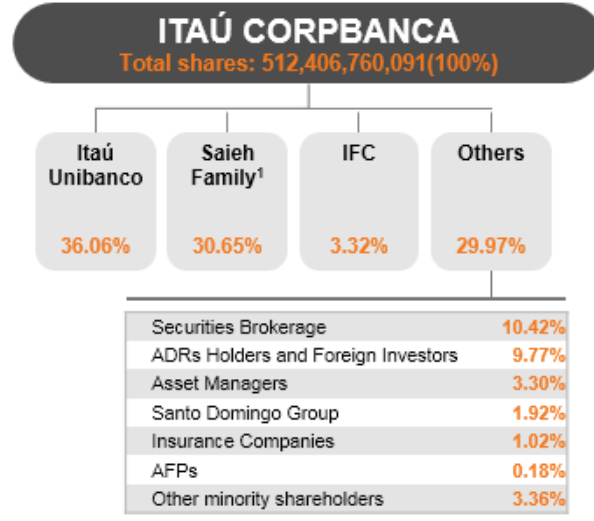 ITAÚ CORPBANCA
Total shares: 512,406,760,091(100%)
Itaú
Unibanco
36.06%
Saieh
Family¹
30.65%
IFC
3.32%
Others
29.97%
Securities Brokerage 10.42%
ADRs Holders and Foreign Investors 9.77%
Asset Managers 3.30%
Santo Domingo Group 1.92%
Insurance Companies 1.02%
AFPs 0.18%
Other minority shareholders 3.36%